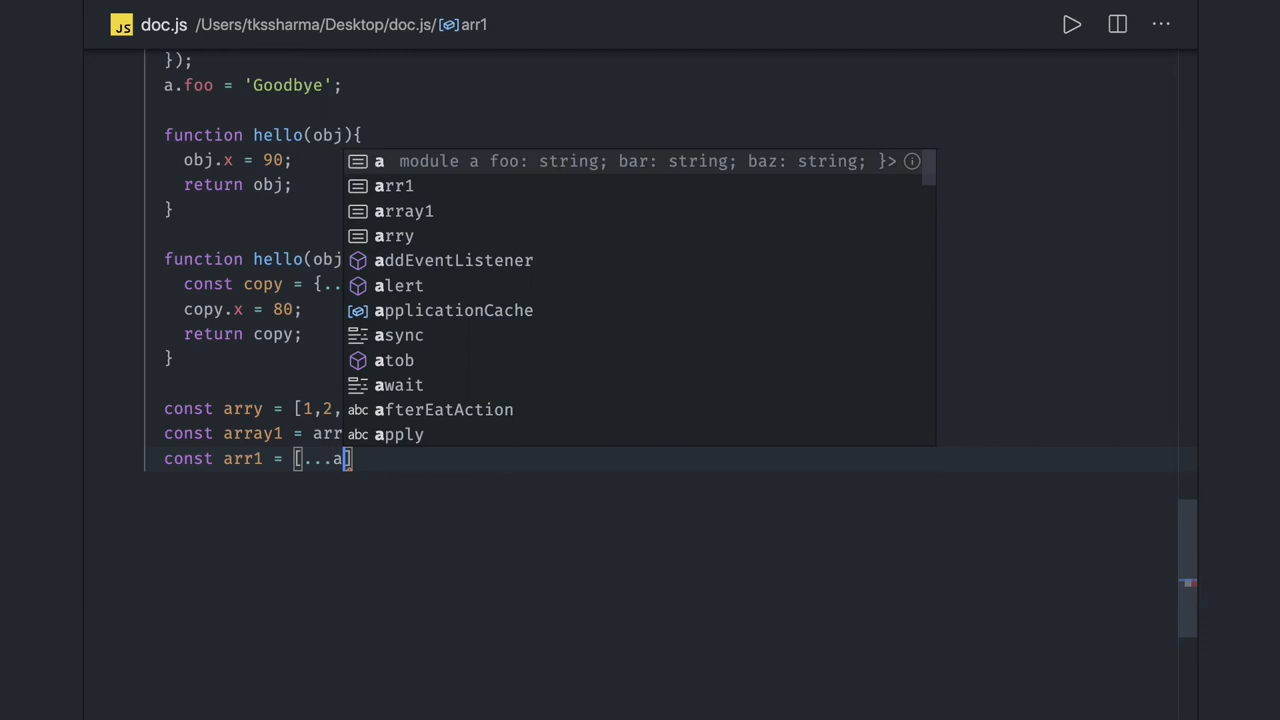 JS doc.js /Users/tkssharma/Desktop/doc.js/arr1
});
a.foo = 'Goodbye';
function hello(obj){
obj.x = 90;
return obj;
}
function hello(obj
const copy = {..
copy.x = 80;
return copy;
}
const arry = [1,2,
const array1 = arr
const arr1 = [...a]
a module a foo: string; bar: string; baz: string; }>
arr1
array1
arry
addEventListener
alert
applicationCache
async
atob
await
abc afterEatAction
abc apply